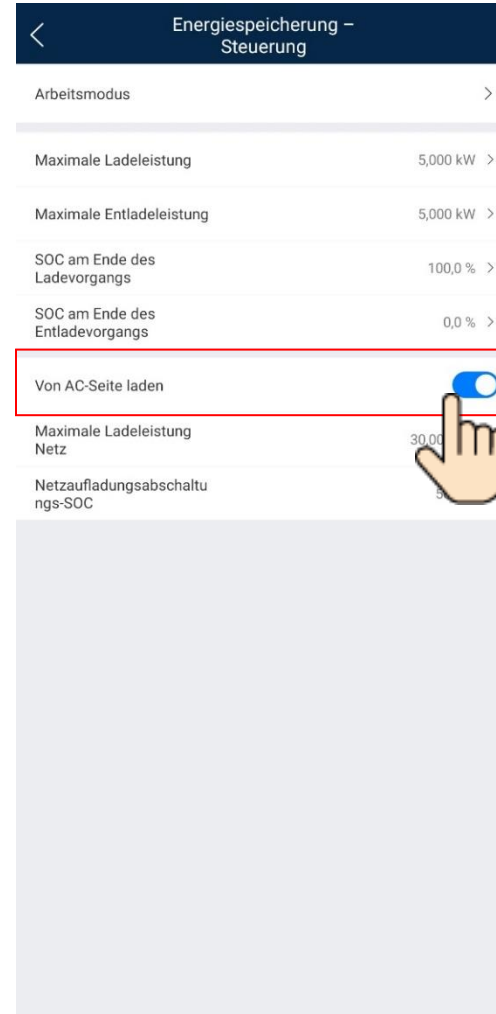 Energiespeicherung –
Steuerung
Arbeitsmodus
Maximale Ladeleistung 5,000 kW
Maximale Entladeleistung 5,000 kW
SOC am Ende des
Ladevorgangs 100,0 %
SOC am Ende des
Entladevorgangs 0,0 %
Von AC-Seite laden
Maximale Ladeleistung
Netz
Netzaufladungsabschaltu
ngs-SOC